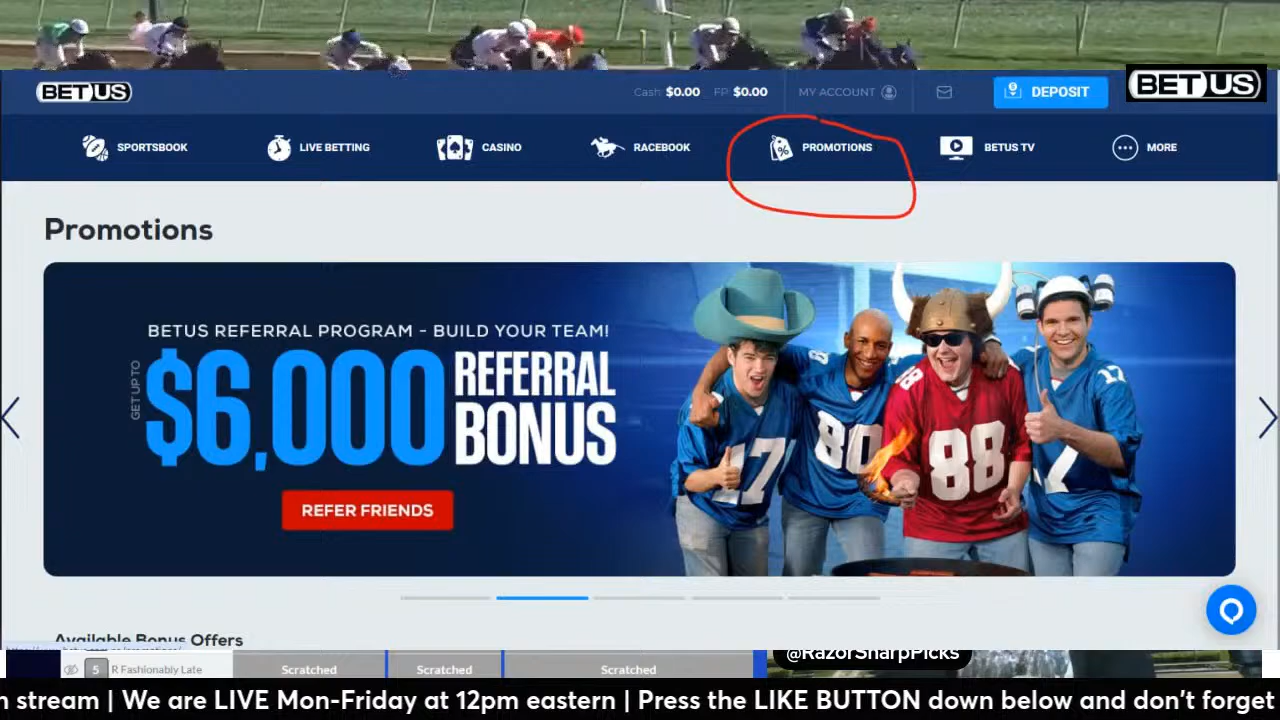 BETUS
Cash: $0.00 FP: $0.00 MY ACCOUNT DEPOSIT
BETUS
SPORTSBOOK LIVE BETTING CASINO RACEBOOK PROMOTIONS BETUS TV MORE
Promotions
BETUS REFERRAL PROGRAM - BUILD YOUR TEAM!
GET UP TO
$6,000 REFERRAL
BONUS
REFER FRIENDS
17 80 88 17
88
Available Bonus Offers
@RazorSharpPicks
5 R Fashionably Late Scratched Scratched Scratched
stream | We are LIVE Mon-Friday at 12pm eastern | Press the LIKE BUTTON down below and don't forget